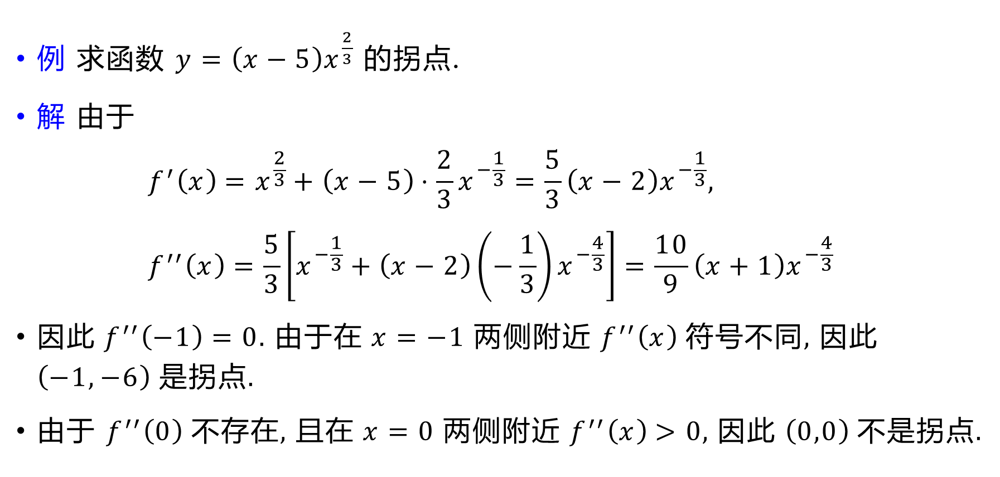 • 例 求函数 $y = (x - 5)x^{\frac{2}{3}}$ 的拐点.
• 解 由于
$f'(x) = x^{\frac{2}{3}} + (x - 5) \cdot \frac{2}{3} x^{-\frac{1}{3}} = \frac{5}{3}(x - 2)x^{-\frac{1}{3}},$
$f''(x) = \frac{5}{3}\left[x^{-\frac{1}{3}} + (x - 2)\left(-\frac{1}{3}\right)x^{-\frac{4}{3}}\right] = \frac{10}{9}(x + 1)x^{-\frac{4}{3}}$
• 因此 $f''(-1) = 0$. 由于在 $x = -1$ 两侧附近 $f''(x)$ 符号不同, 因此
$(-1, -6)$ 是拐点.
• 由于 $f''(0)$ 不存在, 且在 $x = 0$ 两侧附近 $f''(x) > 0$, 因此 $(0,0)$ 不是拐点.